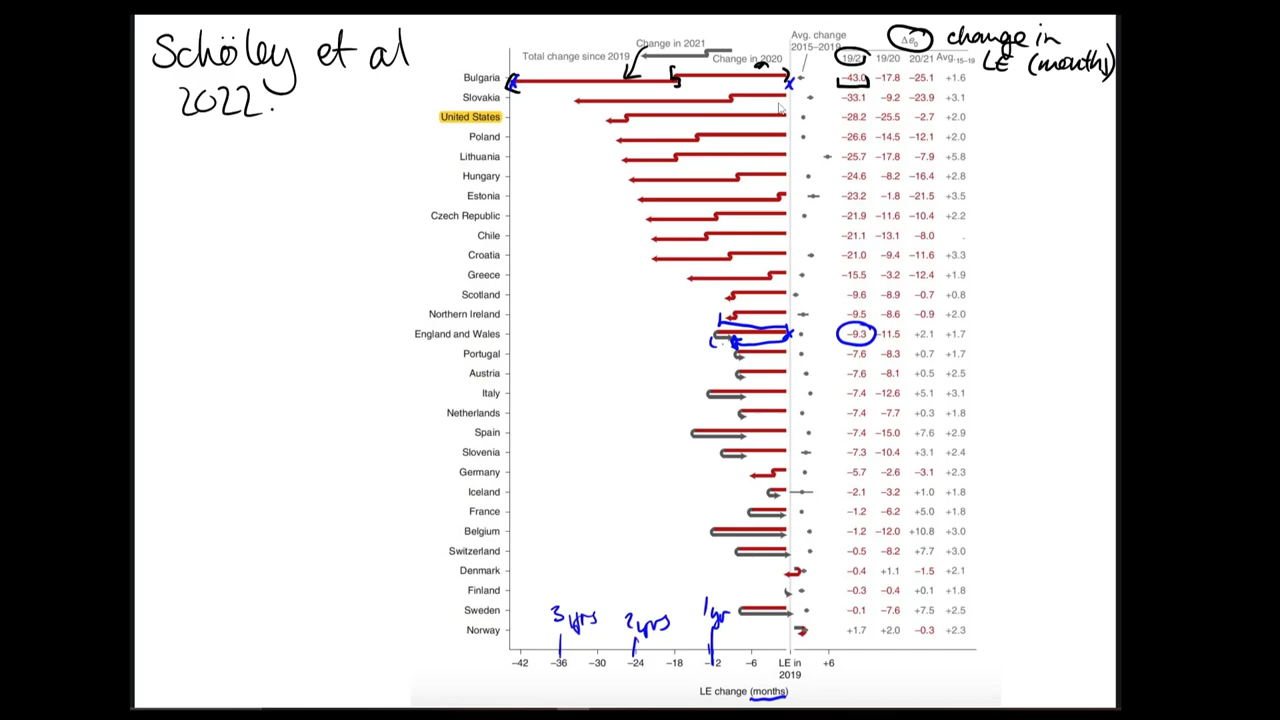 Schöley et al
2022.
Change in 2021
Total change since 2019
Change in 2020
Avg. change
2015–2019
Δe₀
change in
LE (months)
19/21 19/20 20/21 Avg.15–19
Bulgaria −43.0 −17.8 −25.1 +1.6
Slovakia −33.1 −9.2 −23.9 +3.1
United States −28.2 −25.5 −2.7 +2.0
Poland −26.6 −14.5 −12.1 +2.0
Lithuania −25.7 −17.8 −7.9 +5.8
Hungary −24.6 −8.2 −16.4 +2.8
Estonia −23.2 −1.8 −21.5 +3.5
Czech Republic −21.9 −11.6 −10.4 +2.2
Chile −21.1 −13.1 −8.0 .
Croatia −21.0 −9.4 −11.6 +3.3
Greece −15.5 −3.2 −12.4 +1.9
Scotland −9.6 −8.9 −0.7 +0.8
Northern Ireland −9.5 −8.6 −0.9 +2.0
England and Wales −9.3 −11.5 +2.1 +1.7
Portugal −7.6 −8.3 +0.7 +1.7
Austria −7.6 −8.1 +0.5 +2.5
Italy −7.4 −12.6 +5.1 +3.1
Netherlands −7.4 −7.7 +0.3 +1.8
Spain −7.4 −15.0 +7.6 +2.9
Slovenia −7.3 −10.4 +3.1 +2.4
Germany −5.7 −2.6 −3.1 +2.3
Iceland −2.1 −3.2 +1.0 +1.8
France −1.2 −6.2 +5.0 +1.8
Belgium −1.2 −12.0 +10.8 +3.0
Switzerland −0.5 −8.2 +7.7 +3.0
Denmark −0.4 +1.1 −1.5 +2.1
Finland −0.3 −0.4 +0.1 +1.8
Sweden −0.1 −7.6 +7.5 +2.5
Norway +1.7 +2.0 −0.3 +2.3
3 yrs 2 yrs 1 yr
−42 −36 −30 −24 −18 −12 −6 LE in +6
2019
LE change (months)